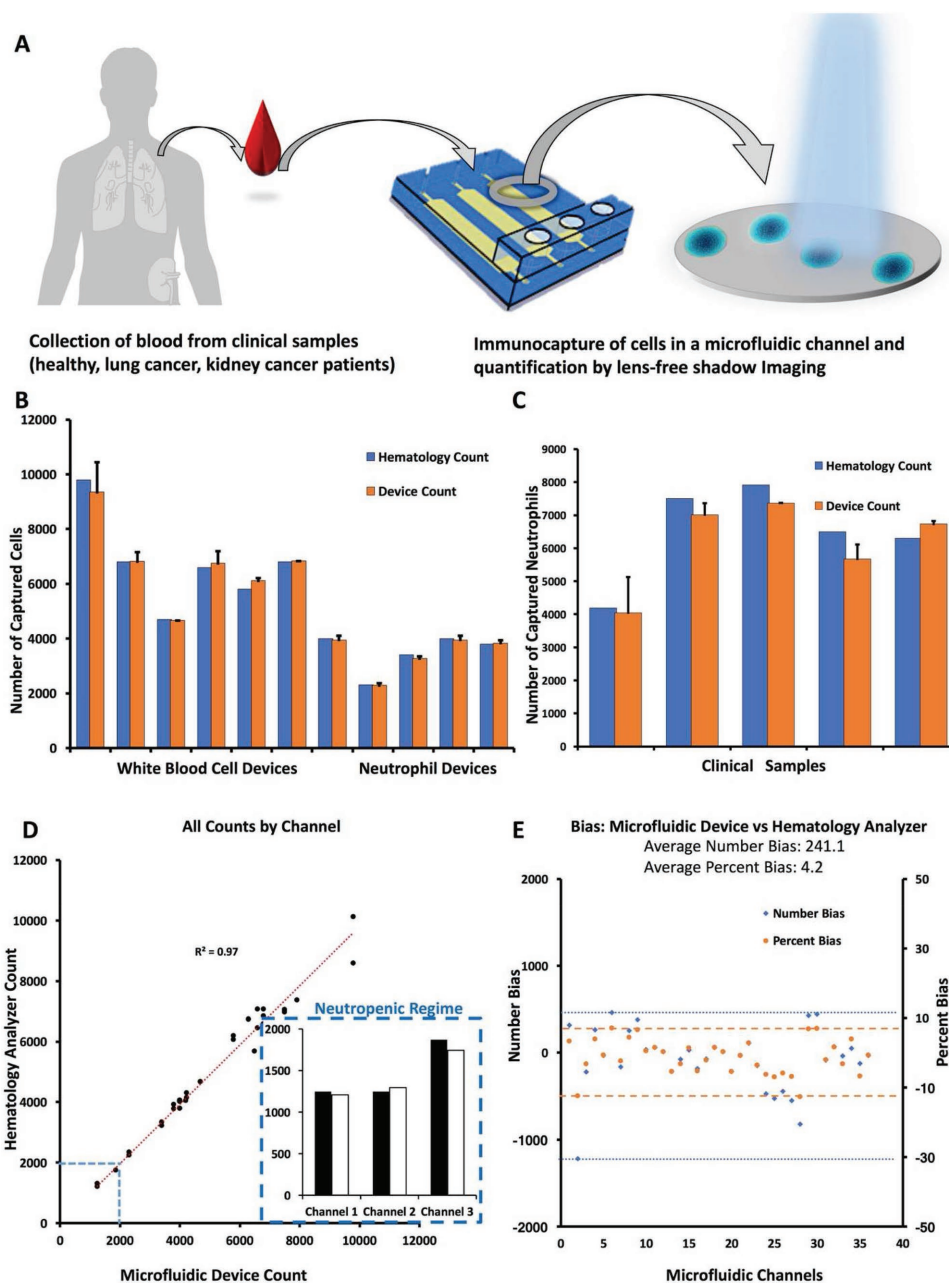 A
Collection of blood from clinical samples
(healthy, lung cancer, kidney cancer patients)
Immunocapture of cells in a microfluidic channel and
quantification by lens-free shadow Imaging
B
12000
10000
8000
6000
4000
2000
0
Number of Captured Cells
Hematology Count
Device Count
White Blood Cell Devices
Neutrophil Devices
C
9000
8000
7000
6000
5000
4000
3000
2000
1000
0
Number of Captured Neutrophils
Hematology Count
Device Count
Clinical Samples
D
All Counts by Channel
12000
10000
8000
6000
4000
2000
0
Hematology Analyzer Count
R² = 0.97
Neutropenic Regime
2000
1500
1000
500
0
Channel 1 Channel 2 Channel 3
0 2000 4000 6000 8000 10000 12000
Microfluidic Device Count
E
Bias: Microfluidic Device vs Hematology Analyzer
Average Number Bias: 241.1
Average Percent Bias: 4.2
2000
1000
0
-1000
-2000
Number Bias
Number Bias
Percent Bias
50
30
10
-10
-30
-50
Percent Bias
0 5 10 15 20 25 30 35 40
Microfluidic Channels